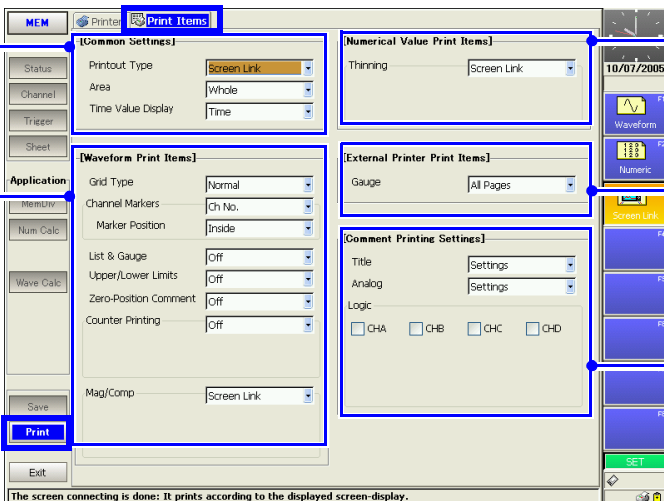 MEM
Printer
Print Items
[Common Settings]
Printout Type
Screen Link
Area
Whole
Time Value Display
Time
[Numerical Value Print Items]
Thinning
Screen Link
[Waveform Print Items]
Grid Type
Normal
Channel Markers
Ch No.
Marker Position
Inside
List & Gauge
Off
Upper/Lower Limits
Off
Zero-Position Comment
Off
Counter Printing
Off
Mag/Comp
Screen Link
[External Printer Print Items]
Gauge
All Pages
[Comment Printing Settings]
Title
Settings
Analog
Settings
Logic
CHA
CHB
CHC
CHD
Status
Channel
Trigger
Sheet
Application
MemDiv
Num Calc
Wave Calc
Save
Print
Exit
10/07/2005
F1
Waveform
F2
Numeric
Screen Link
F4
SET
The screen connecting is done: It prints according to the displayed screen-display.